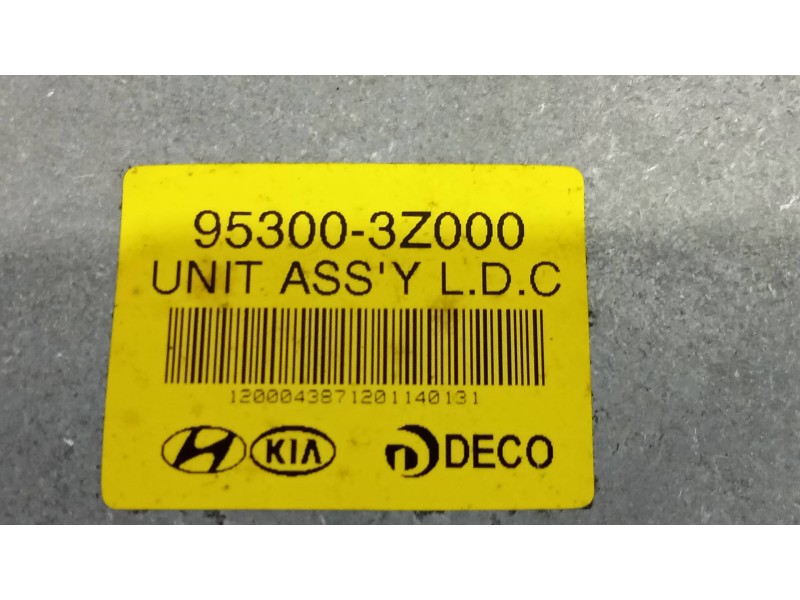 95300-3Z000
UNIT ASS'Y L.D.C
1200043871201140131
KIA DECO